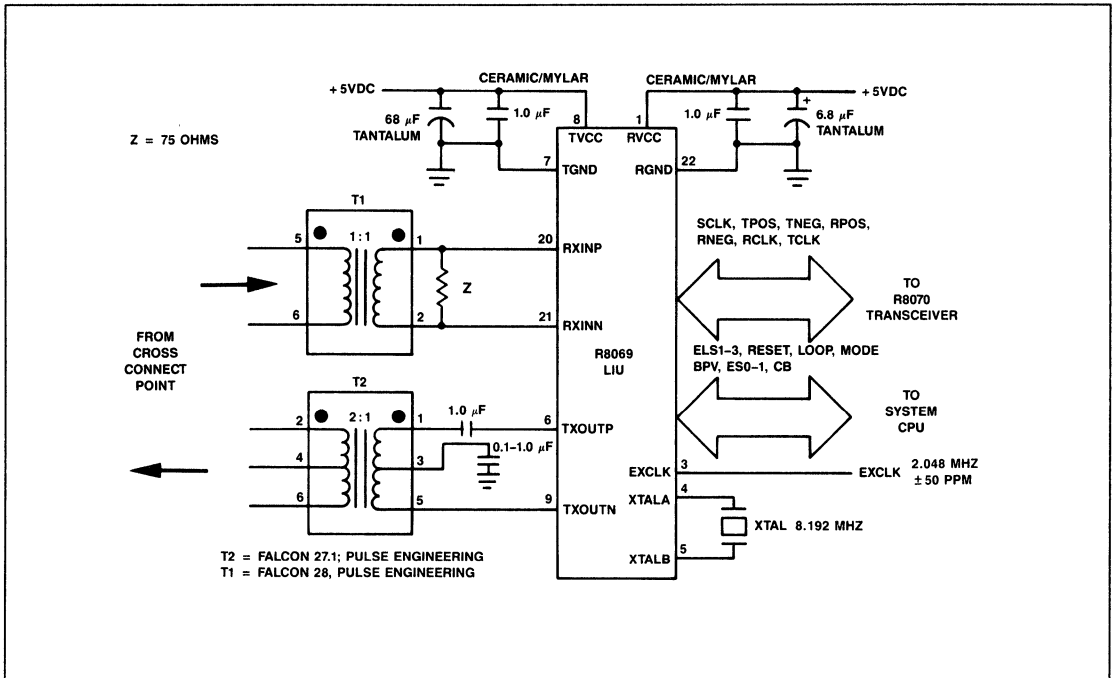 CERAMIC/MYLAR
CERAMIC/MYLAR
+5VDC
+5VDC
68 µF
TANTALUM
1.0 µF
8
1
1.0 µF
+
6.8 µF
TANTALUM
Z = 75 OHMS
TVCC
RVCC
7
TGND
RGND
22
T1
5
1:1
1
20
RXINP
Z
6
2
21
RXINN
SCLK, TPOS, TNEG, RPOS,
RNEG, RCLK, TCLK
TO
R8070
TRANSCEIVER
FROM
CROSS
CONNECT
POINT
R8069
LIU
ELS1-3, RESET, LOOP, MODE
BPV, ES0-1, CB
TO
SYSTEM
CPU
T2
2
2:1
1
1.0 µF
6
TXOUTP
4
3
0.1–1.0 µF
6
5
9
TXOUTN
EXCLK
3
EXCLK
2.048 MHZ
±50 PPM
XTALA
4
XTAL 8.192 MHZ
XTALB
5
T2 = FALCON 27.1; PULSE ENGINEERING
T1 = FALCON 28, PULSE ENGINEERING